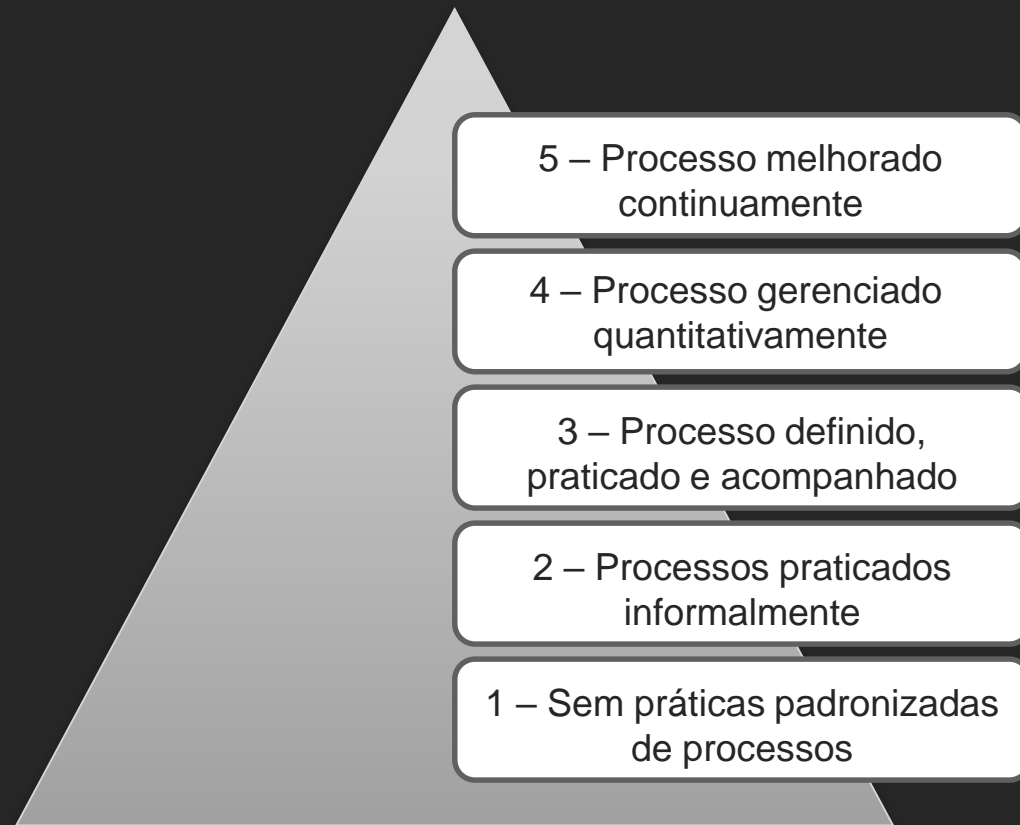 5 – Processo melhorado
continuamente
4 – Processo gerenciado
quantitativamente
3 – Processo definido,
praticado e acompanhado
2 – Processos praticados
informalmente
1 – Sem práticas padronizadas
de processos